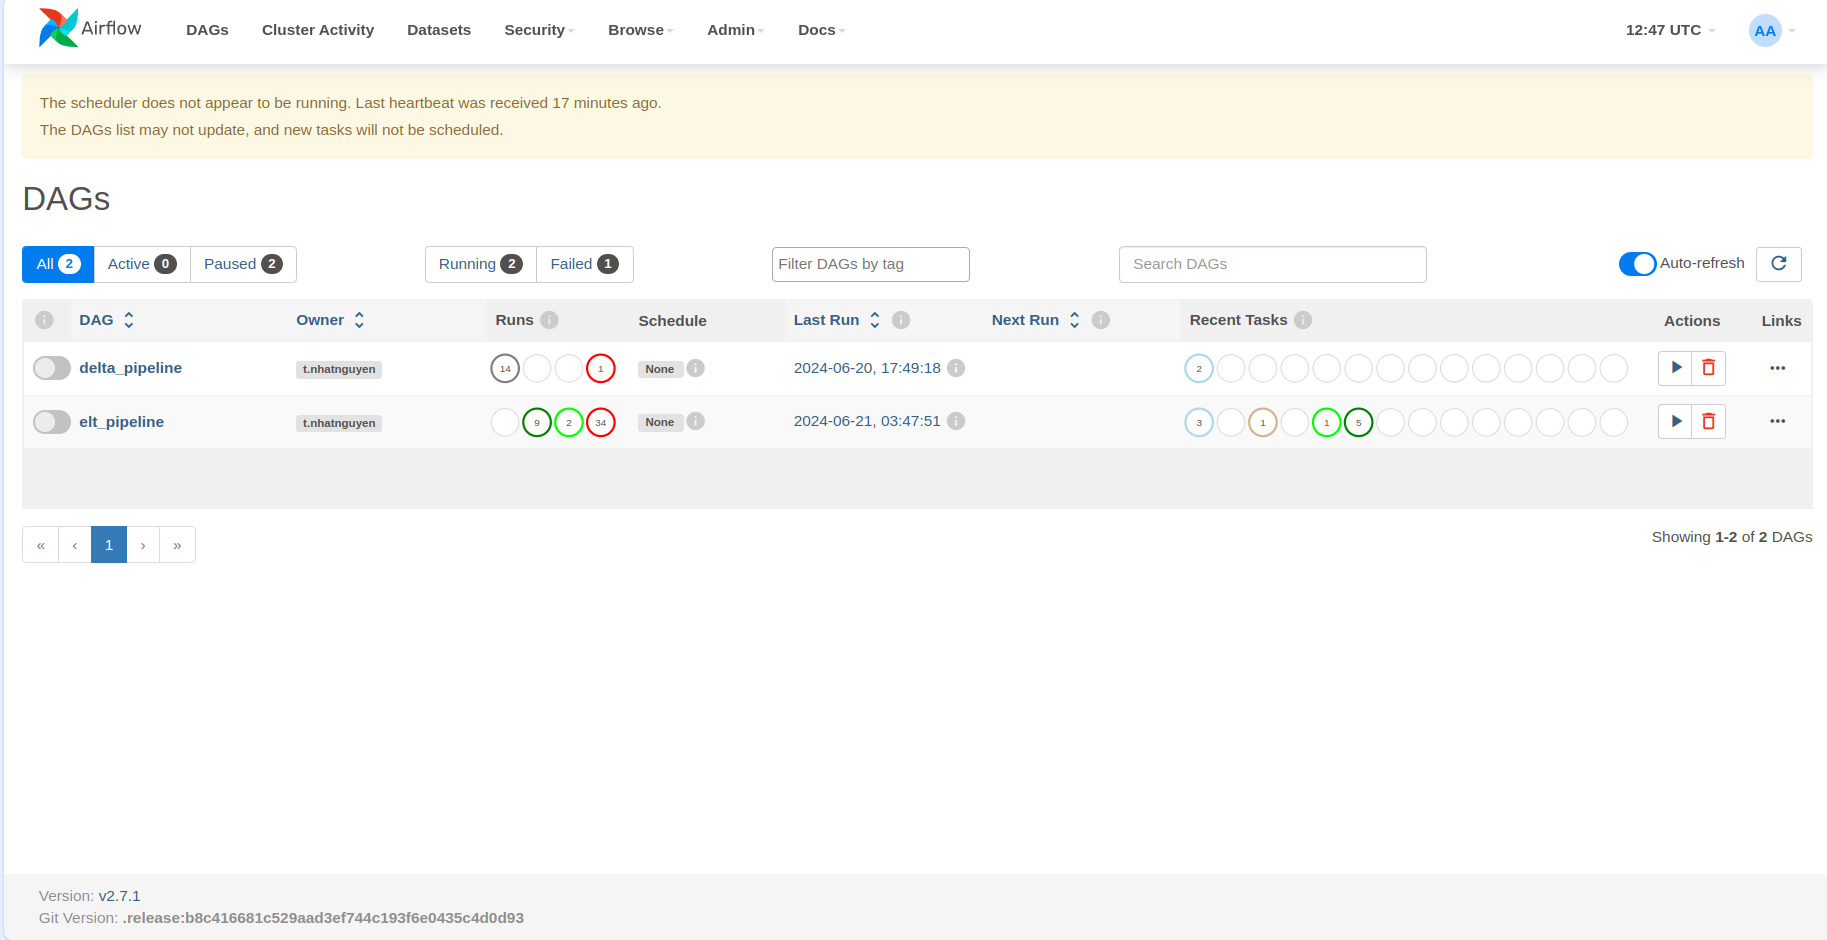 Airflow DAGs Cluster Activity Datasets Security Browse Admin Docs 12:47 UTC AA
The scheduler does not appear to be running. Last heartbeat was received 17 minutes ago.
The DAGs list may not update, and new tasks will not be scheduled.
DAGs
All 2 Active 0 Paused 2 Running 2 Failed 1 Filter DAGs by tag Search DAGs Auto-refresh
DAG Owner Runs Schedule Last Run Next Run Recent Tasks Actions Links
delta_pipeline t.nhatnguyen 14 1 None 2024-06-20, 17:49:18 2
elt_pipeline t.nhatnguyen 9 2 34 None 2024-06-21, 03:47:51 3 1 1 5
« ‹ 1 › » Showing 1-2 of 2 DAGs
Version: v2.7.1
Git Version: .release:b8c416681c529aad3ef744c193f6e0435c4d0d93